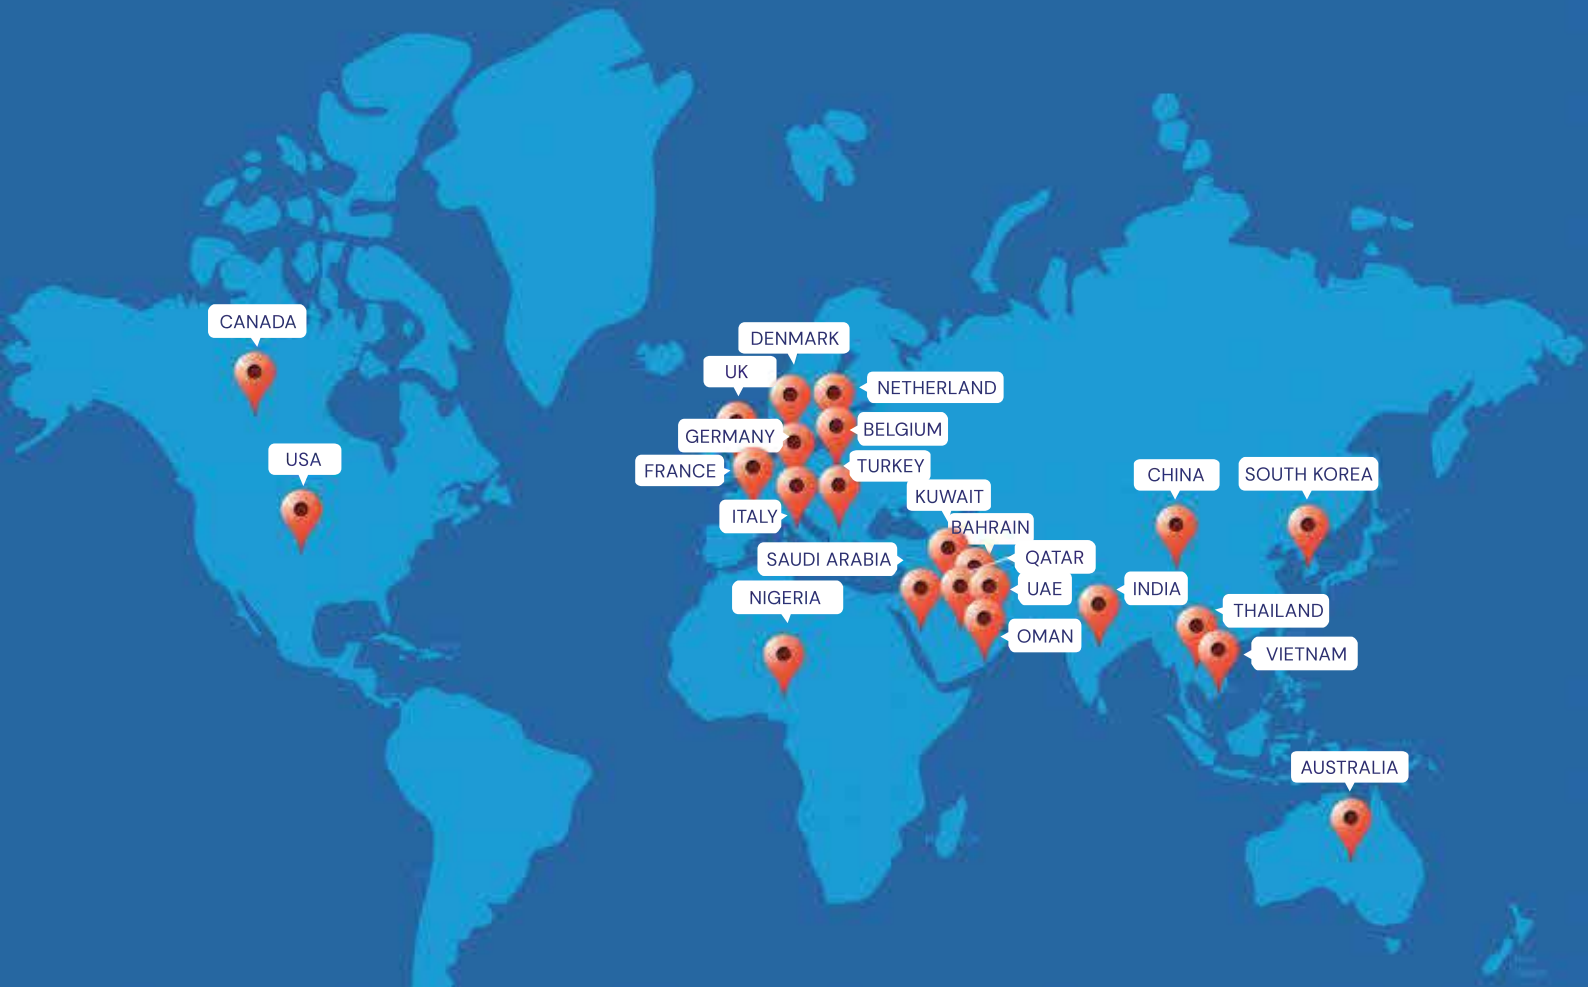 CANADA
DENMARK
UK
NETHERLAND
GERMANY
BELGIUM
USA
FRANCE
TURKEY
CHINA
SOUTH KOREA
KUWAIT
ITALY
BAHRAIN
SAUDI ARABIA
QATAR
NIGERIA
UAE
INDIA
THAILAND
OMAN
VIETNAM
AUSTRALIA